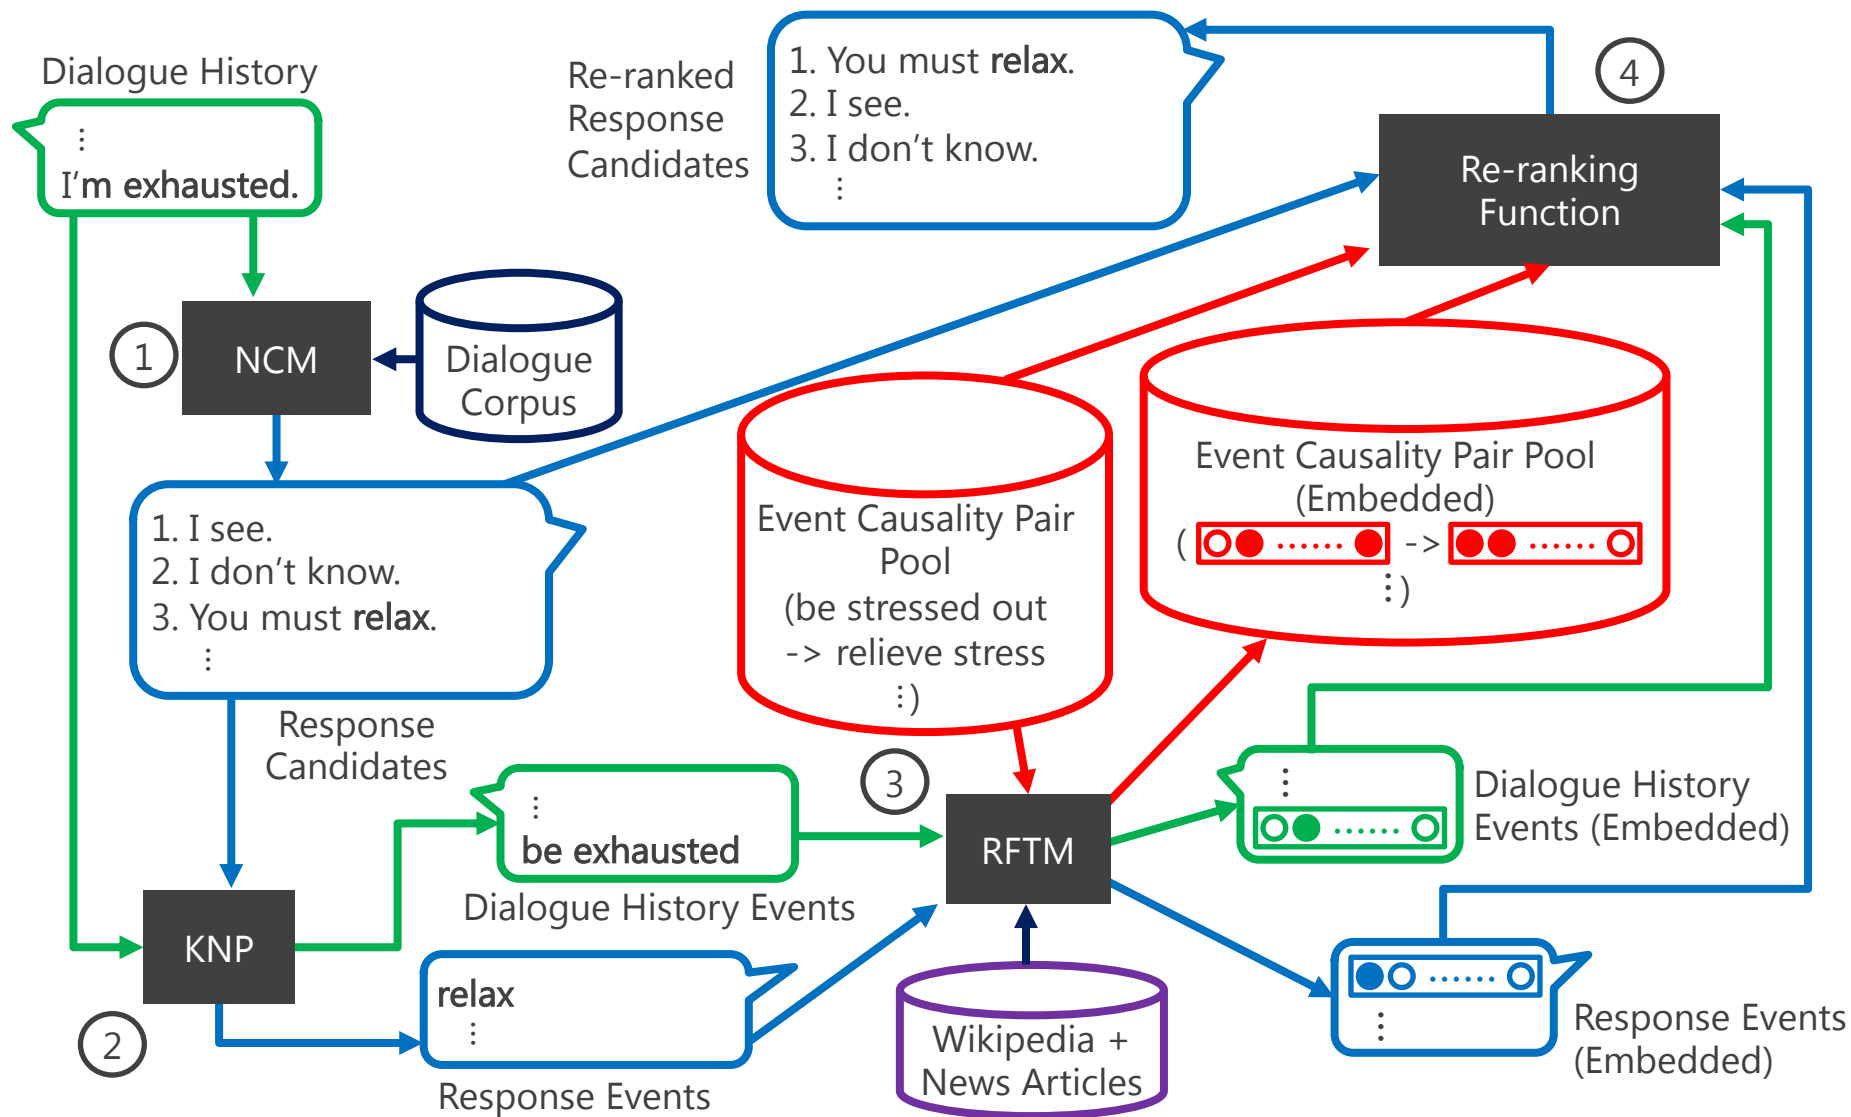 Dialogue History
⋮
I'm exhausted.
1
NCM
Dialogue
Corpus
1. I see.
2. I don't know.
3. You must relax.
⋮
Response
Candidates
KNP
2
⋮
be exhausted
Dialogue History Events
relax
⋮
Response Events
Re-ranked
Response
Candidates
1. You must relax.
2. I see.
3. I don't know.
⋮
4
Re-ranking
Function
Event Causality Pair
Pool
(be stressed out
-> relieve stress
⋮)
Event Causality Pair Pool
(Embedded)
( ...... -> ......
⋮)
3
RFTM
Wikipedia +
News Articles
⋮
......
Dialogue History
Events (Embedded)
......
⋮
Response Events
(Embedded)